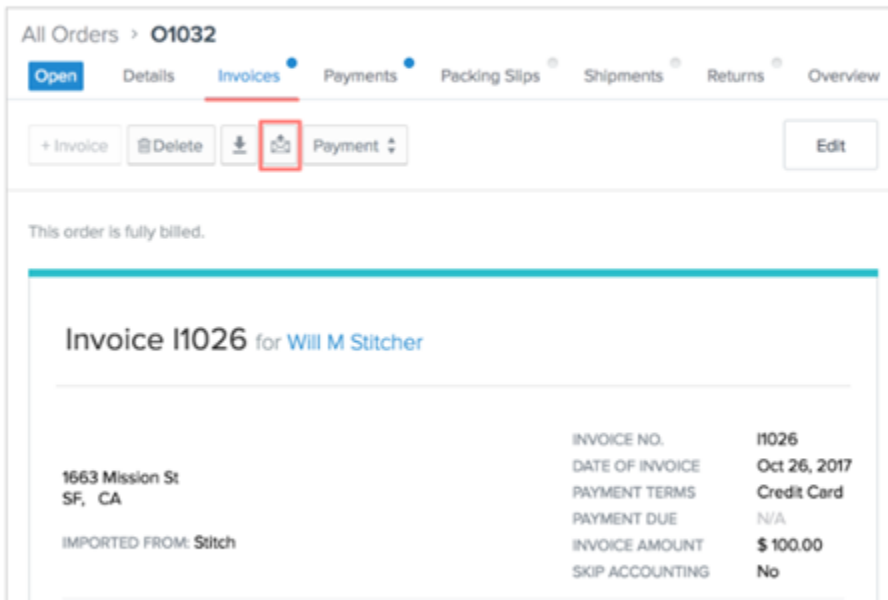 All Orders > O1032
Open Details Invoices Payments Packing Slips Shipments Returns Overview
+ Invoice Delete Payment Edit
This order is fully billed.
Invoice I1026 for Will M Stitcher
INVOICE NO. I1026
DATE OF INVOICE Oct 26, 2017
1663 Mission St
SF, CA
PAYMENT TERMS Credit Card
PAYMENT DUE N/A
IMPORTED FROM: Stitch
INVOICE AMOUNT $ 100.00
SKIP ACCOUNTING No